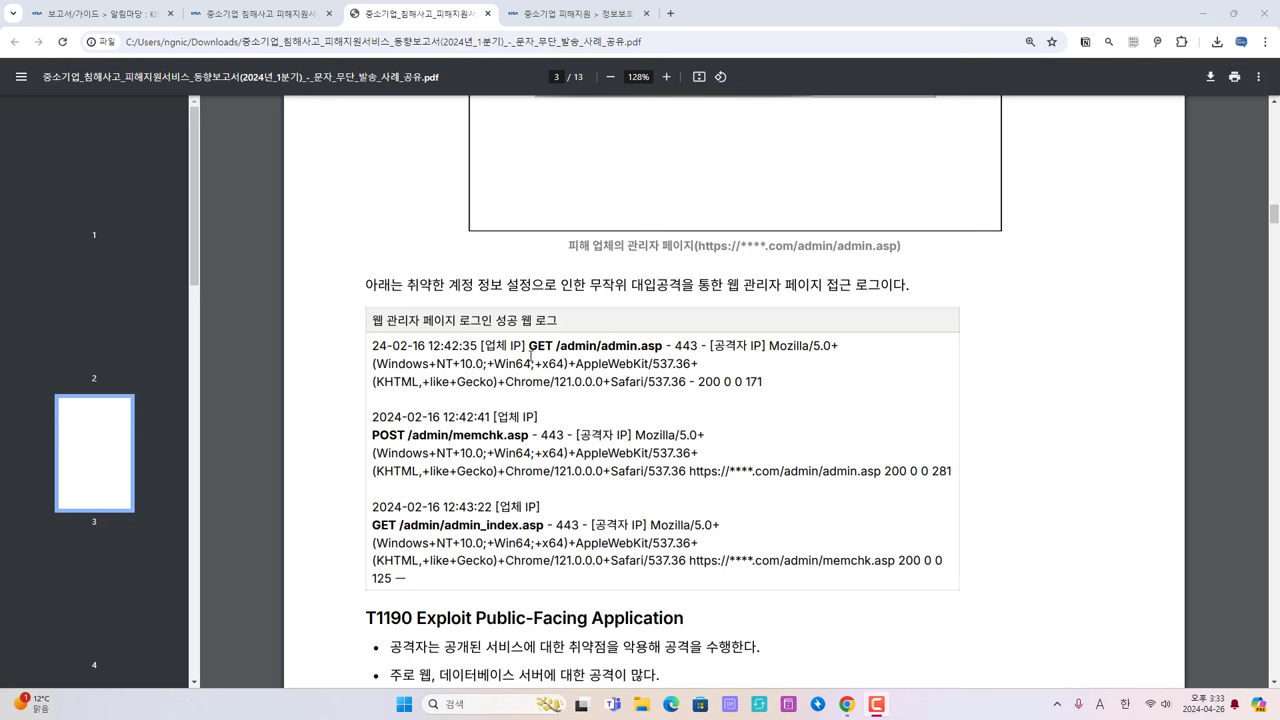 보고서/가이드 > 알림마당 : KI
중소기업 침해사고 피해지원서비
중소기업_침해사고_피해지원서비
중소기업 피해지원 > 정보보호
파일
C:/Users/ngnic/Downloads/중소기업_침해사고_피해지원서비스_동향보고서(2024년_1분기)_-_문자_무단_발송_사례_공유.pdf
중소기업_침해사고_피해지원서비스_동향보고서(2024년_1분기)_-_문자_무단_발송_사례_공유.pdf
3 / 13
128%
1
2
3
4
피해 업체의 관리자 페이지(https://****.com/admin/admin.asp)
아래는 취약한 계정 정보 설정으로 인한 무작위 대입공격을 통한 웹 관리자 페이지 접근 로그이다.
웹 관리자 페이지 로그인 성공 웹 로그
24-02-16 12:42:35 [업체 IP] GET /admin/admin.asp - 443 - [공격자 IP] Mozilla/5.0+
(Windows+NT+10.0;+Win64;+x64)+AppleWebKit/537.36+
(KHTML,+like+Gecko)+Chrome/121.0.0.0+Safari/537.36 - 200 0 0 171
2024-02-16 12:42:41 [업체 IP]
POST /admin/memchk.asp - 443 - [공격자 IP] Mozilla/5.0+
(Windows+NT+10.0;+Win64;+x64)+AppleWebKit/537.36+
(KHTML,+like+Gecko)+Chrome/121.0.0.0+Safari/537.36 https://****.com/admin/admin.asp 200 0 0 281
2024-02-16 12:43:22 [업체 IP]
GET /admin/admin_index.asp - 443 - [공격자 IP] Mozilla/5.0+
(Windows+NT+10.0;+Win64;+x64)+AppleWebKit/537.36+
(KHTML,+like+Gecko)+Chrome/121.0.0.0+Safari/537.36 https://****.com/admin/memchk.asp 200 0 0
125 —
T1190 Exploit Public-Facing Application
• 공격자는 공개된 서비스에 대한 취약점을 악용해 공격을 수행한다.
• 주로 웹, 데이터베이스 서버에 대한 공격이 많다.
1
12°C
맑음
검색
A
한
오후 3:33
2024-04-26